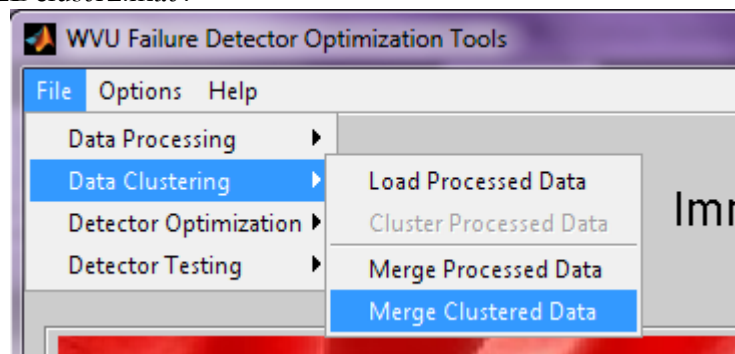 WVU Failure Detector Optimization Tools
File Options Help
Data Processing
Data Clustering
Detector Optimization
Detector Testing
Load Processed Data
Cluster Processed Data
Merge Processed Data
Merge Clustered Data